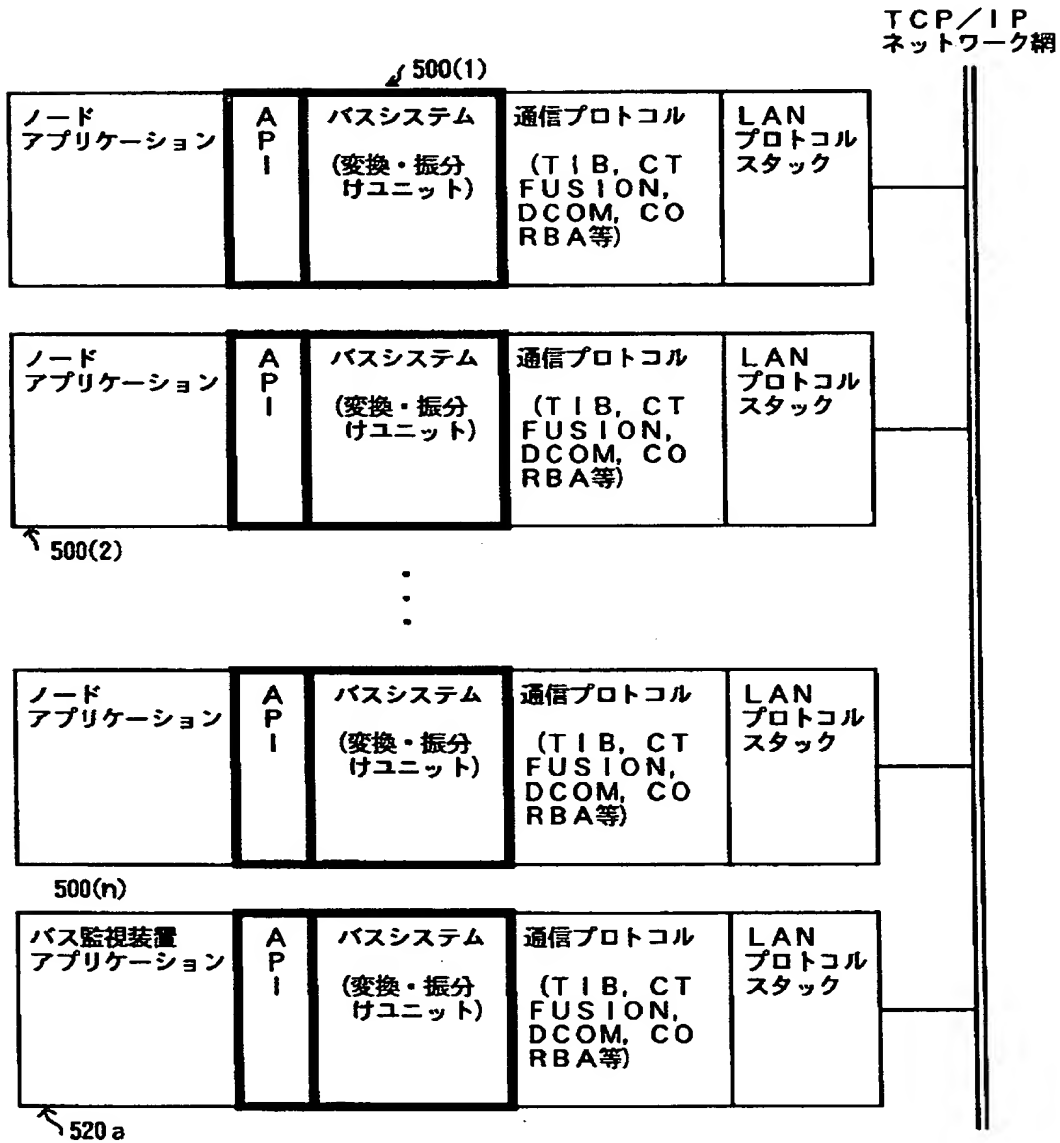 TCP/IP
ネットワーク網
500(1)
ノード
アプリケーション
A
P
I
バスシステム
(変換・振分
けユニット)
通信プロトコル
(TIB, CT
FUSION,
DCOM, CO
RBA等)
LAN
プロトコル
スタック
ノード
アプリケーション
A
P
I
バスシステム
(変換・振分
けユニット)
通信プロトコル
(TIB, CT
FUSION,
DCOM, CO
RBA等)
LAN
プロトコル
スタック
500(2)
ノード
アプリケーション
A
P
I
バスシステム
(変換・振分
けユニット)
通信プロトコル
(TIB, CT
FUSION,
DCOM, CO
RBA等)
LAN
プロトコル
スタック
500(n)
バス監視装置
アプリケーション
A
P
I
バスシステム
(変換・振分
けユニット)
通信プロトコル
(TIB, CT
FUSION,
DCOM, CO
RBA等)
LAN
プロトコル
スタック
520a